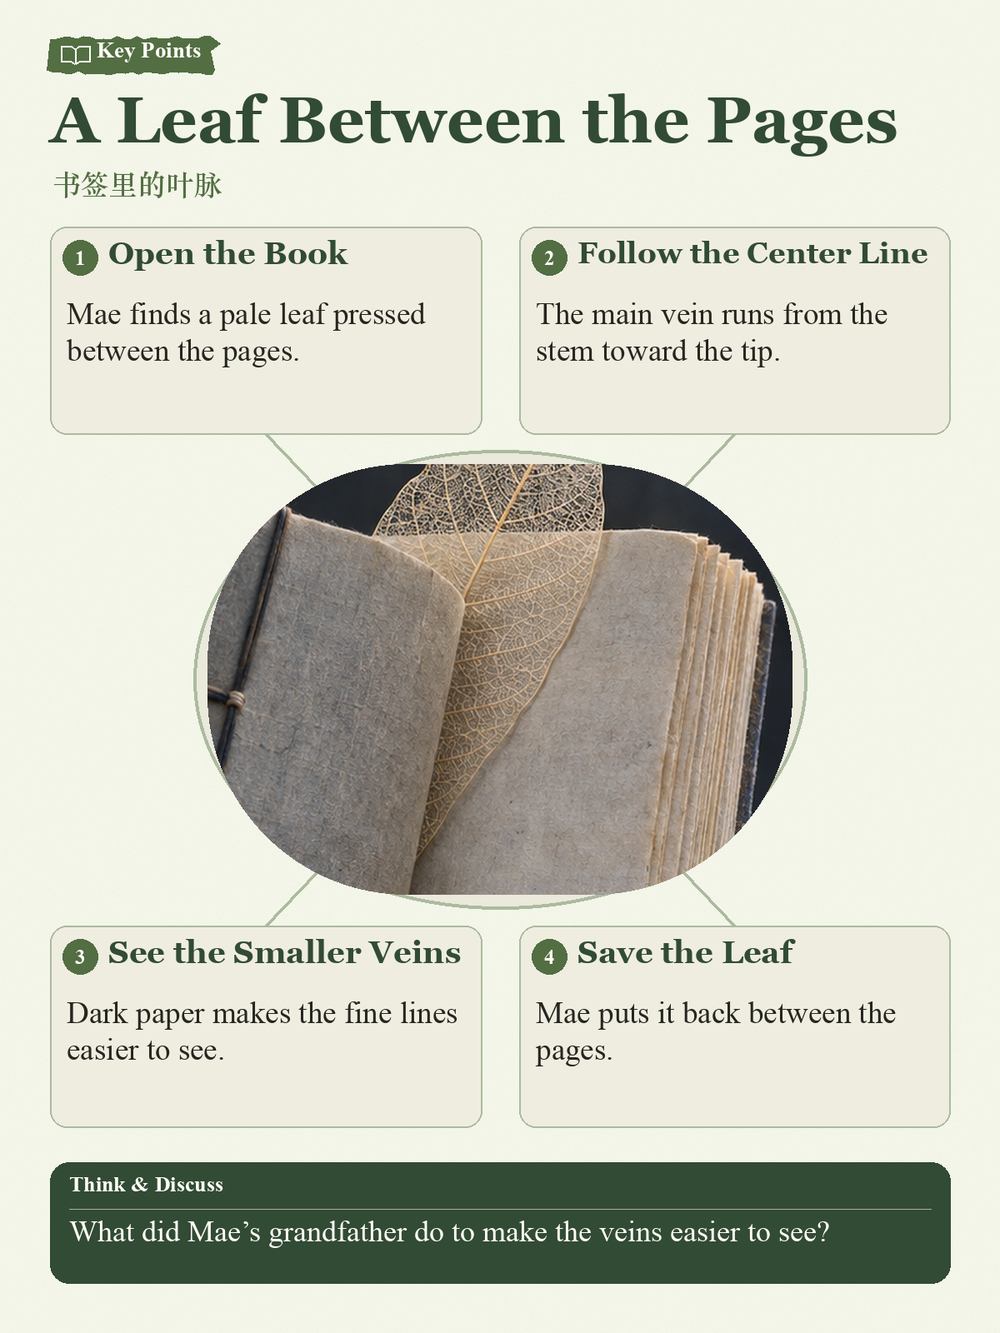 Key Points
A Leaf Between the Pages
书签里的叶脉
1 Open the Book
Mae finds a pale leaf pressed
between the pages.
2 Follow the Center Line
The main vein runs from the
stem toward the tip.
3 See the Smaller Veins
Dark paper makes the fine lines
easier to see.
4 Save the Leaf
Mae puts it back between the
pages.
Think & Discuss
What did Mae’s grandfather do to make the veins easier to see?